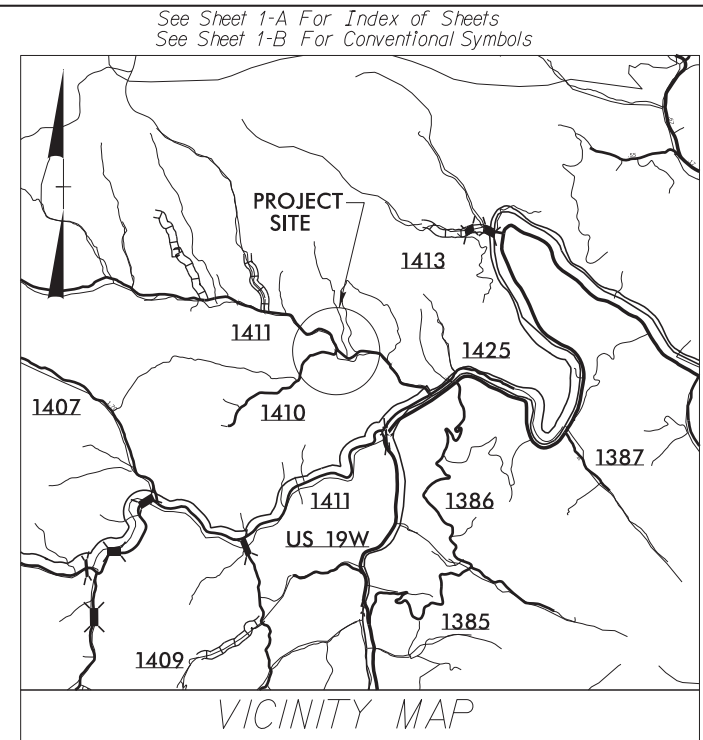 See Sheet 1-A For Index of Sheets
See Sheet 1-B For Conventional Symbols
PROJECT
SITE
1413
1411
1425
1407
1410
1387
1411
1386
US 19W
1385
1409
VICINITY MAP